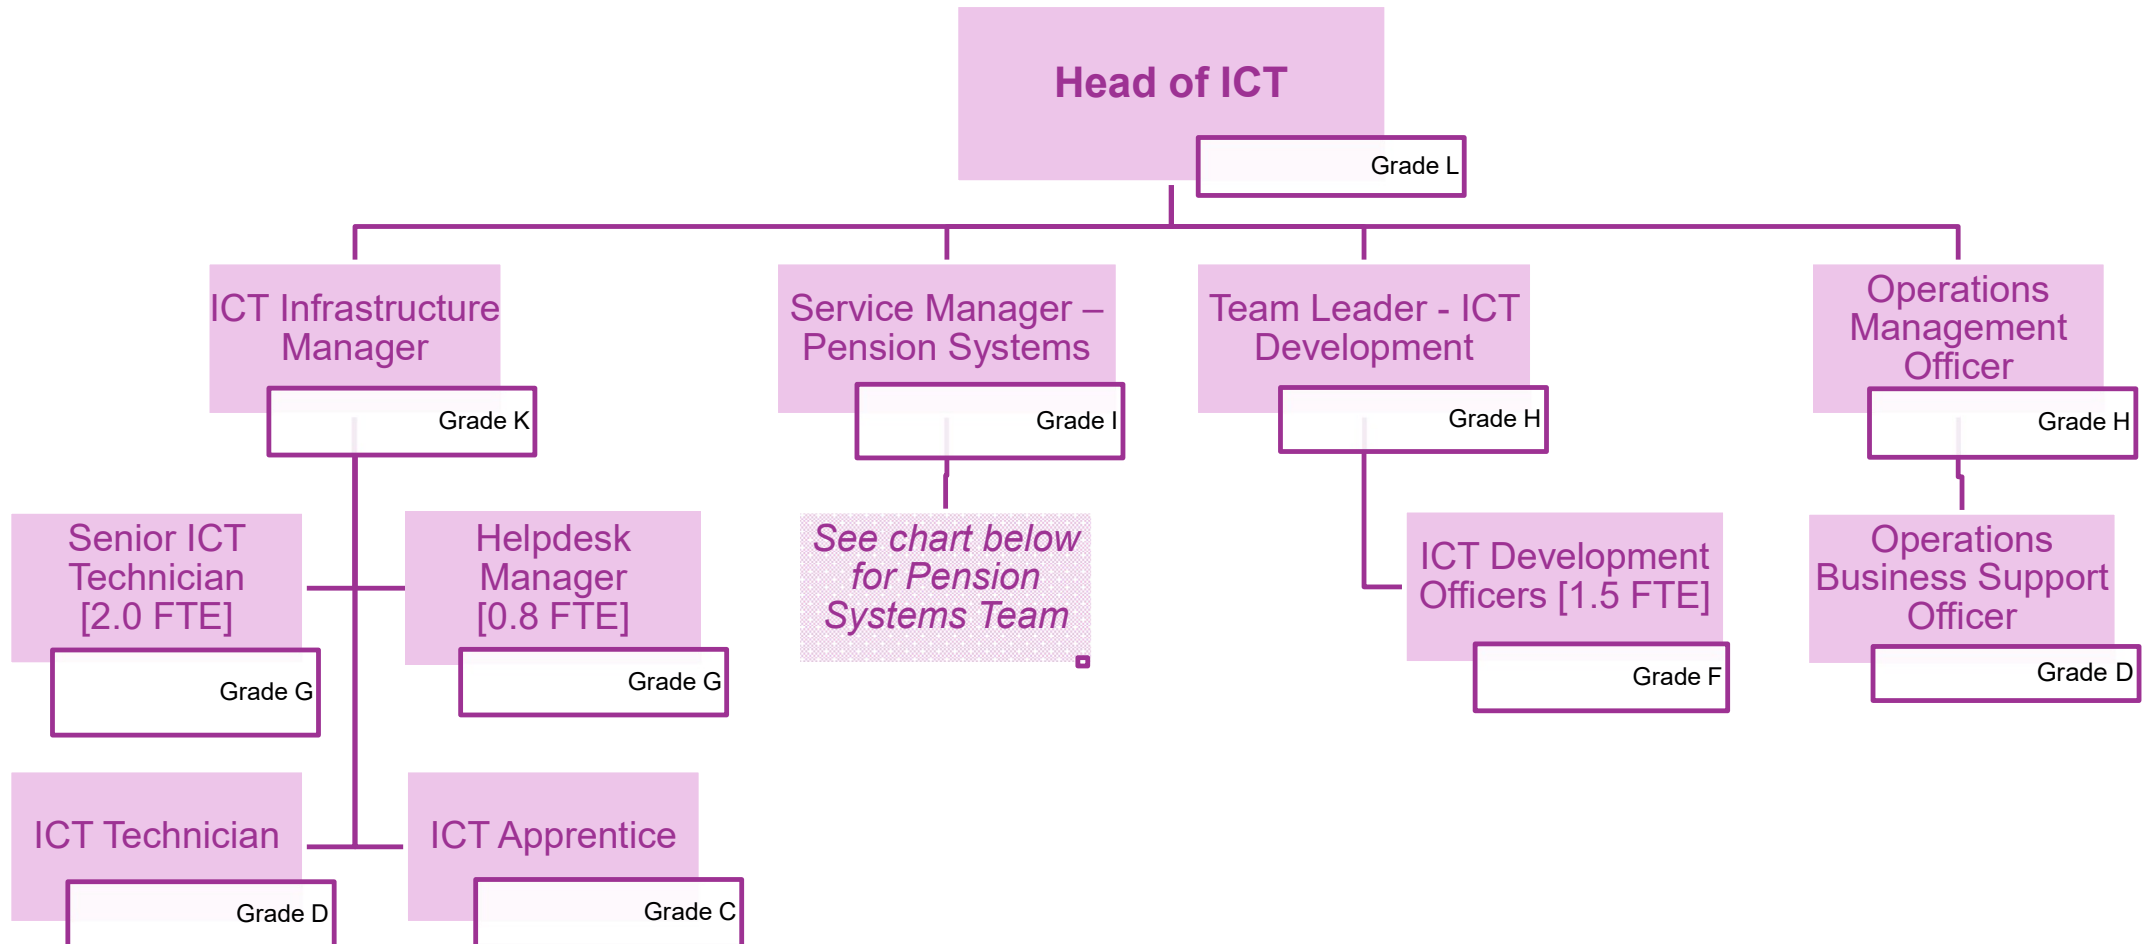 Head of ICT
Grade L
ICT Infrastructure
Manager
Grade K
Service Manager –
Pension Systems
Grade I
Team Leader - ICT
Development
Grade H
Operations
Management
Officer
Grade H
Senior ICT
Technician
[2.0 FTE]
Grade G
Helpdesk
Manager
[0.8 FTE]
Grade G
See chart below
for Pension
Systems Team
ICT Development
Officers [1.5 FTE]
Grade F
Operations
Business Support
Officer
Grade D
ICT Technician
Grade D
ICT Apprentice
Grade C